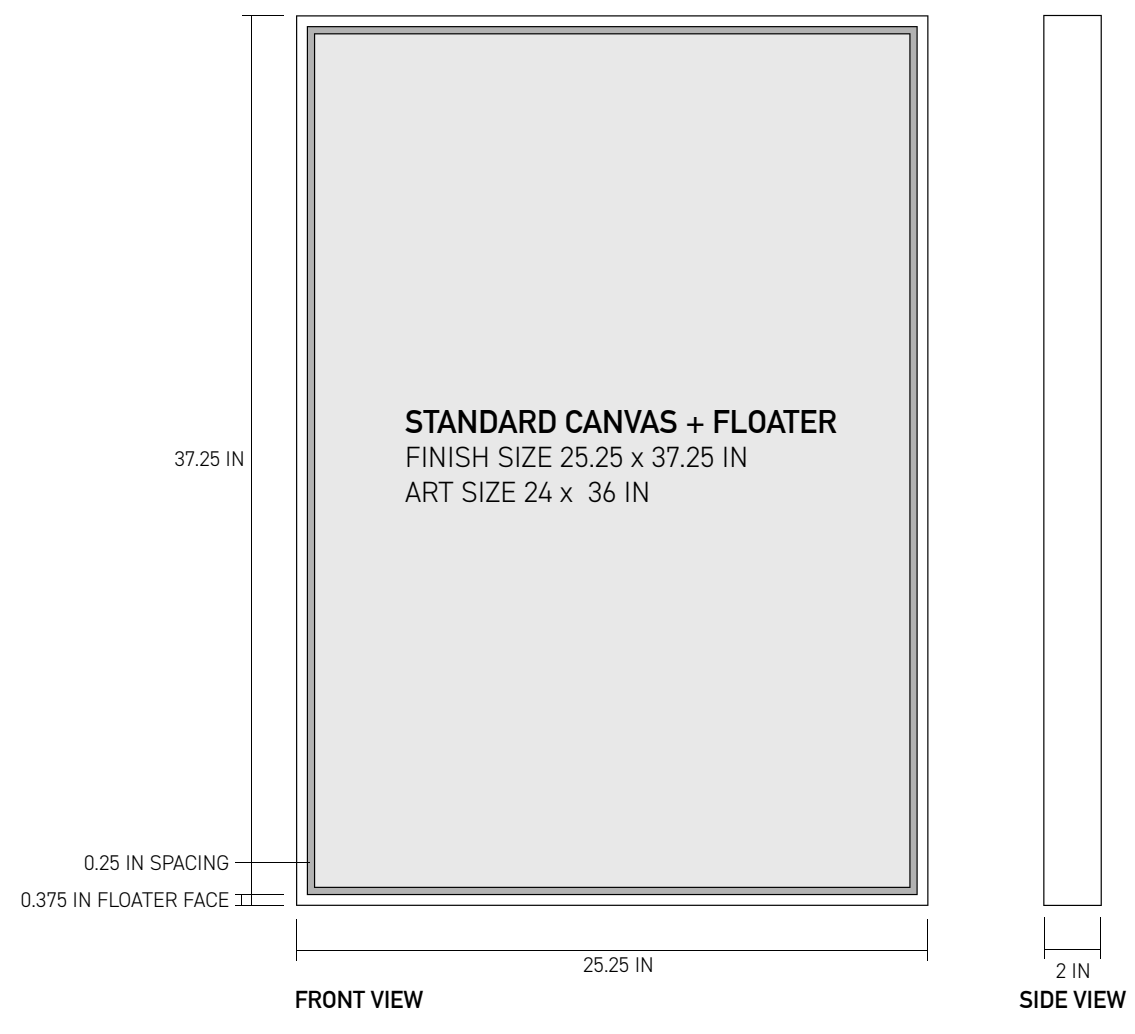 STANDARD CANVAS + FLOATER
FINISH SIZE 25.25 x 37.25 IN
ART SIZE 24 x  36 IN
37.25 IN
0.25 IN SPACING
0.375 IN FLOATER FACE
25.25 IN
2 IN
FRONT VIEW
SIDE VIEW